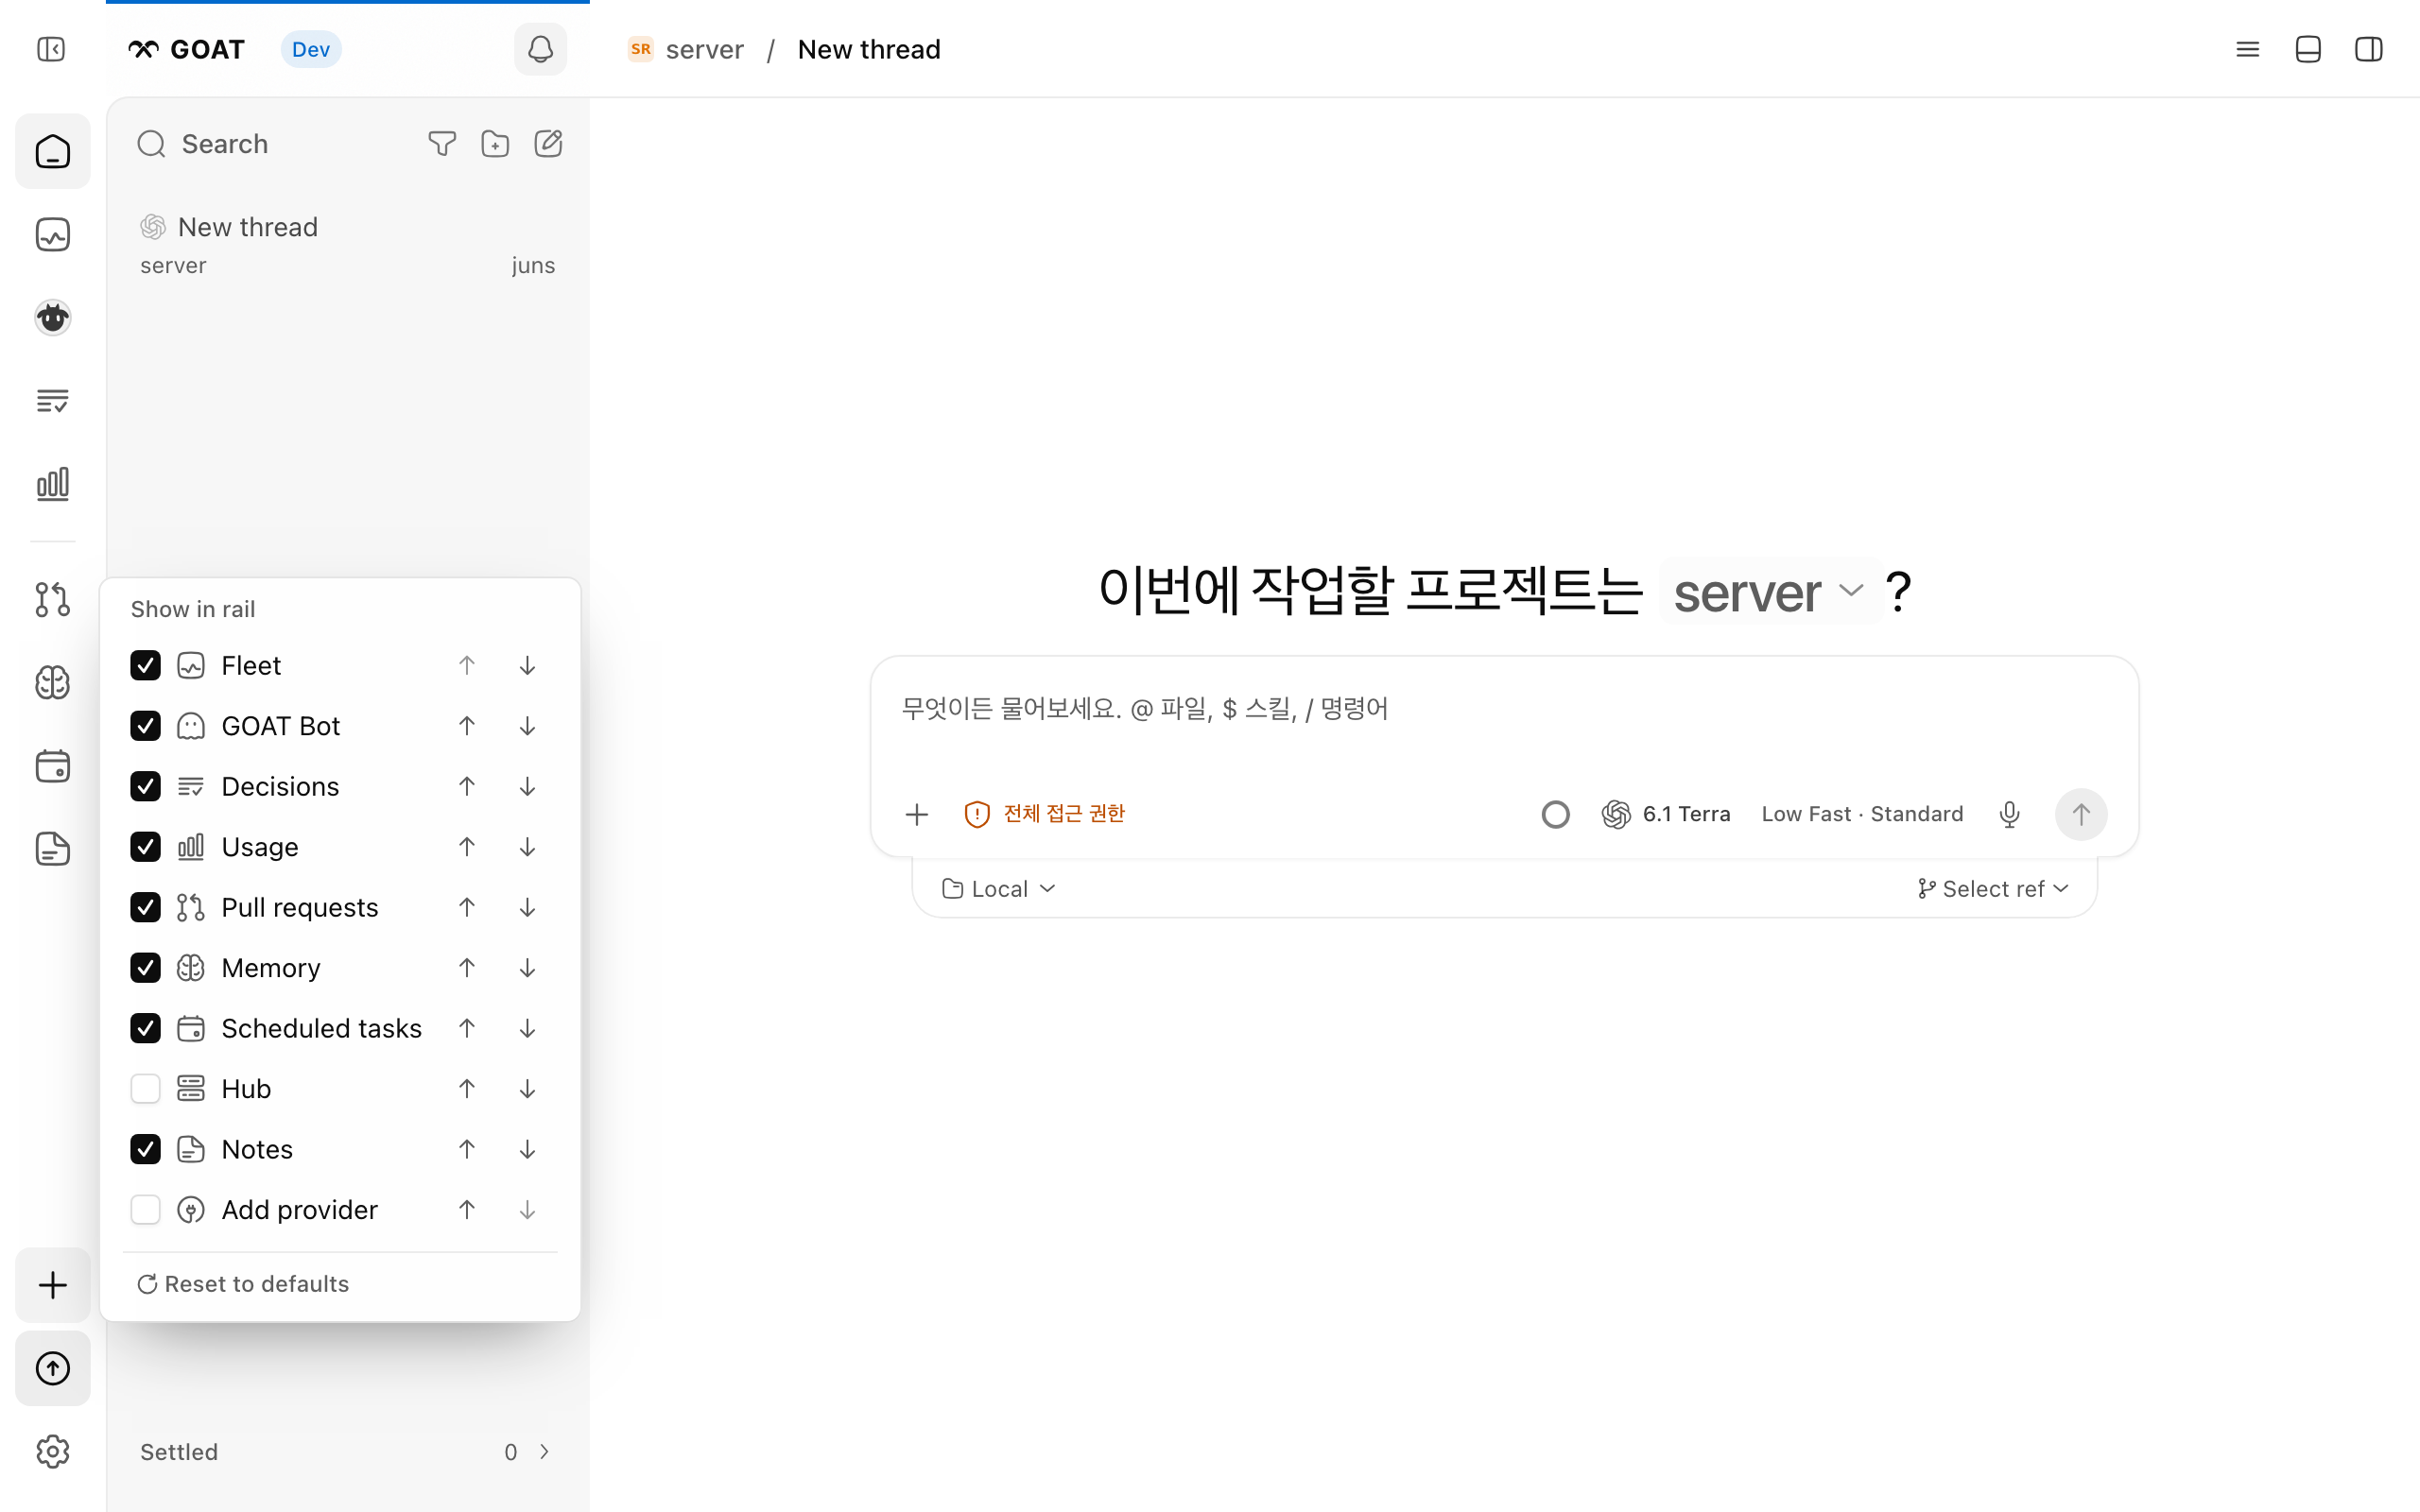 GOAT Dev
SR server / New thread
Search
New thread
server juns
Show in rail
Fleet
GOAT Bot
Decisions
Usage
Pull requests
Memory
Scheduled tasks
Hub
Notes
Add provider
Reset to defaults
Settled 0
이번에 작업할 프로젝트는 server ?
무엇이든 물어보세요. @ 파일, $ 스킬, / 명령어
전체 접근 권한 6.1 Terra Low Fast · Standard
Local Select ref